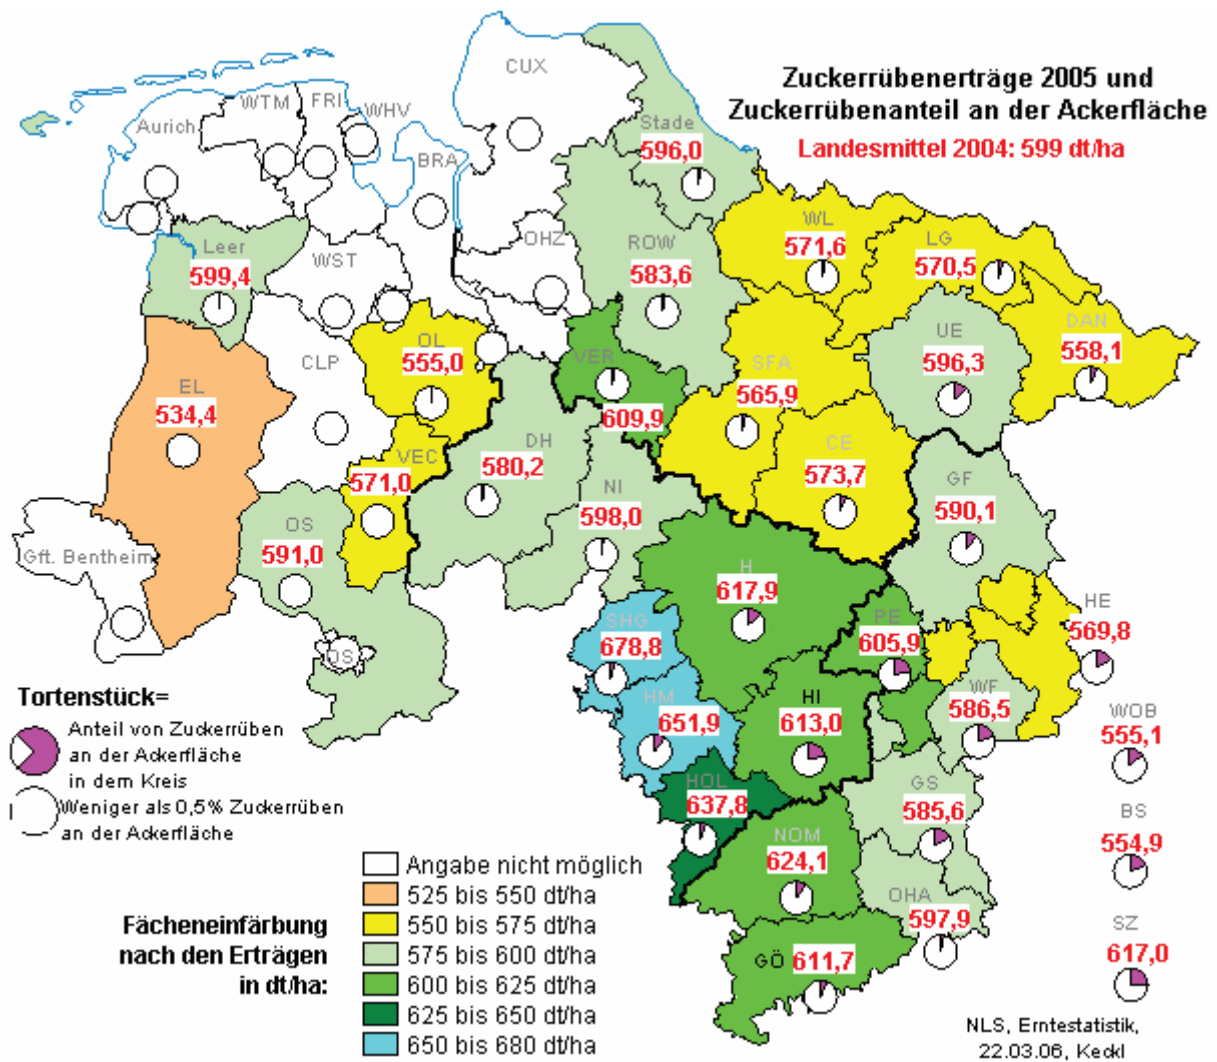 Zuckerrübenerträge 2005 und
Zuckerrübenanteil an der Ackerfläche
Landesmittel 2004: 599 dt/ha
CUX
WTM
FRI
WHV
Aurich
BRA
Stade
596,0
Leer
599,4
WST
OHZ
ROW
583,6
WL
571,6
LG
570,5
UE
596,3
DAN
558,1
EL
534,4
CLP
OL
555,0
VER
609,9
SFA
565,9
VEC
571,0
DH
580,2
NI
598,0
CE
573,7
GF
590,1
Gft. Bentheim
OS
591,0
OS
H
617,9
SHG
678,8
PE
605,9
HE
569,8
HM
651,9
HI
613,0
WF
586,5
WOB
555,1
HOL
637,8
NOM
624,1
GS
585,6
BS
554,9
OHA
597,9
GÖ 611,7
SZ
617,0
Tortenstück=
Anteil von Zuckerrüben
an der Ackerfläche
in dem Kreis
Weniger als 0,5% Zuckerrüben
an der Ackerfläche
Fächeneinfärbung
nach den Erträgen
in dt/ha:
Angabe nicht möglich
525 bis 550 dt/ha
550 bis 575 dt/ha
575 bis 600 dt/ha
600 bis 625 dt/ha
625 bis 650 dt/ha
650 bis 680 dt/ha
NLS, Erntestatistik,
22.03.06, Keckl